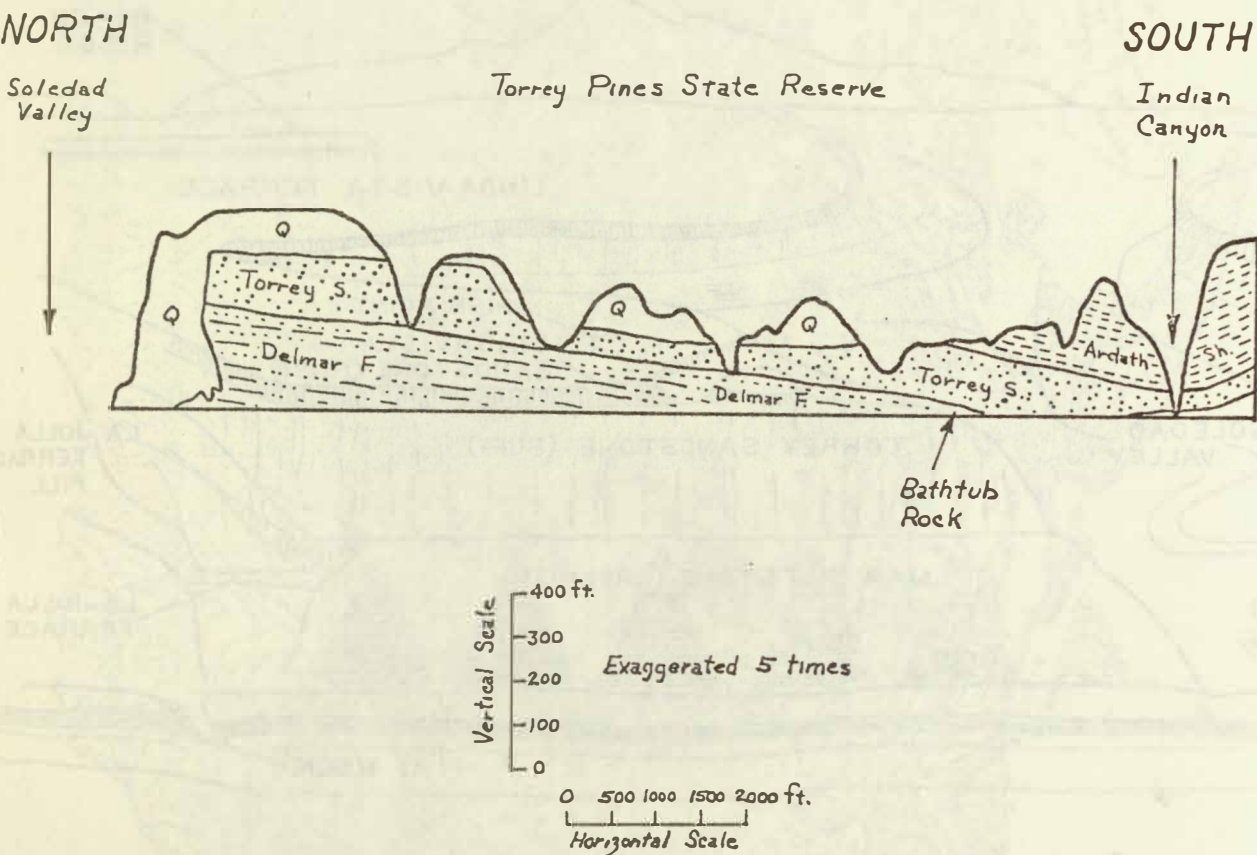 NORTH
SOUTH
Soledad
Valley
Torrey Pines State Reserve
Indian
Canyon
Q
Torrey S.
Q
Q
Q
Ardath
Sh.
Delmar F.
Torrey S.
Delmar F.
Bathtub
Rock
Vertical Scale
400 ft.
300
200
100
0
Exaggerated 5 times
0 500 1000 1500 2000 ft.
Horizontal Scale